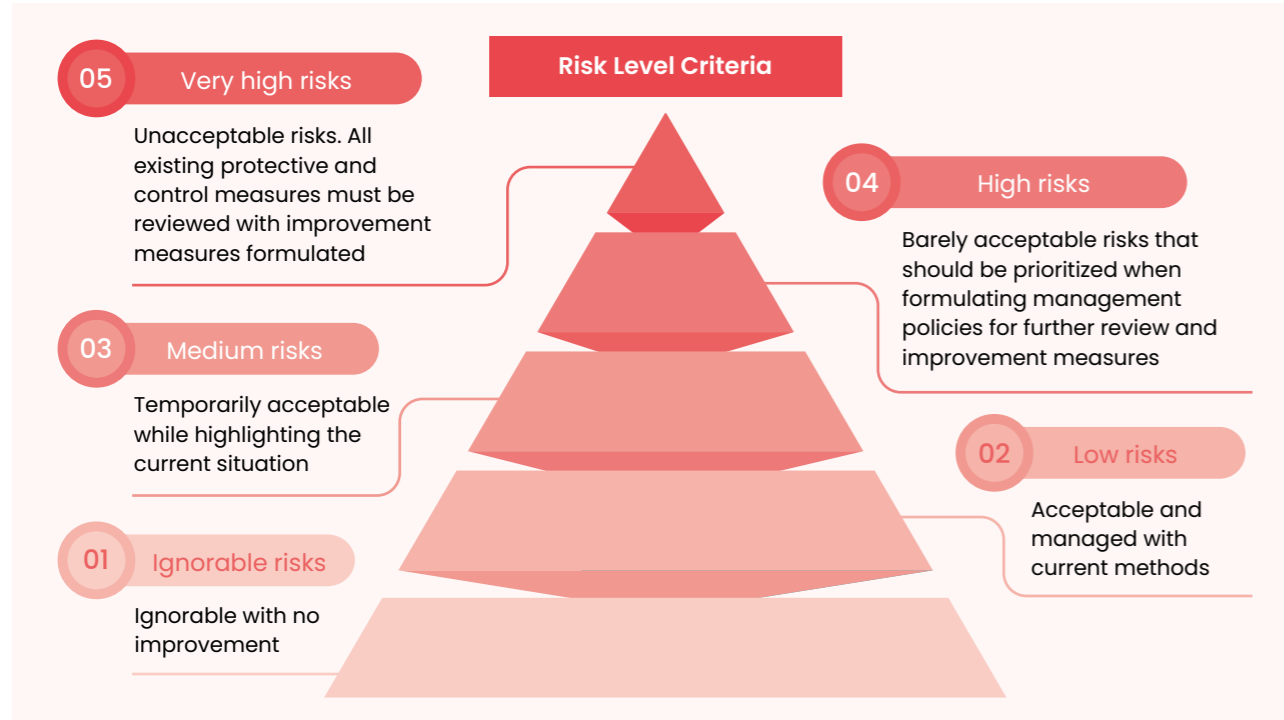 Risk Level Criteria
05
Very high risks
Unacceptable risks. All
existing protective and
control measures must be
reviewed with improvement
measures formulated
04
High risks
Barely acceptable risks that
should be prioritized when
formulating management
policies for further review and
improvement measures
03
Medium risks
Temporarily acceptable
while highlighting the
current situation
02
Low risks
Acceptable and
managed with
current methods
01
Ignorable risks
Ignorable with no
improvement